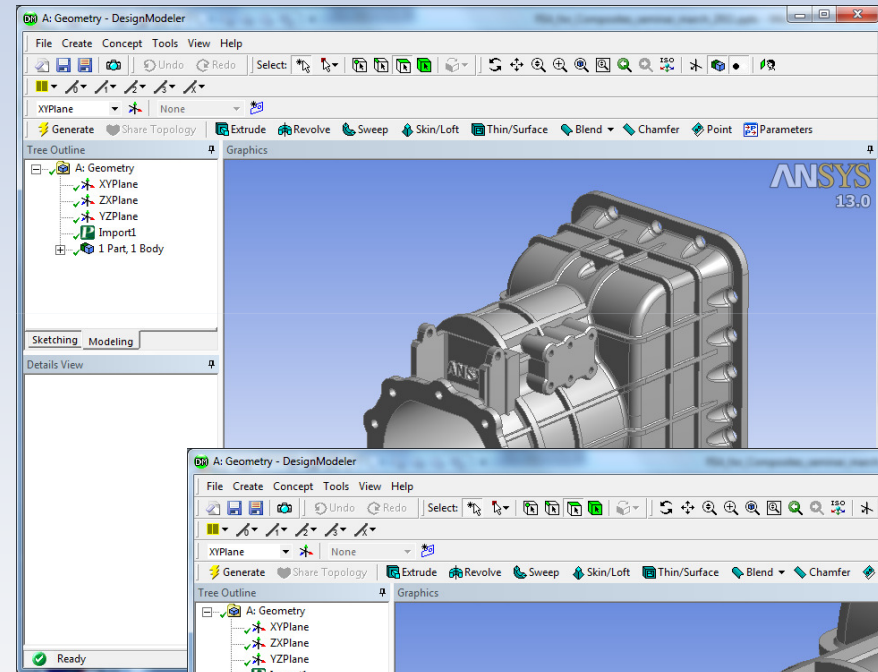 A: Geometry - DesignModeler
File Create Concept Tools View Help
Undo Redo Select:
XYPlane None
Generate Share Topology Extrude Revolve Sweep Skin/Loft Thin/Surface Blend Chamfer Point Parameters
Tree Outline
A: Geometry
XYPlane
ZXPlane
YZPlane
Import1
1 Part, 1 Body
Sketching Modeling
Details View
Ready
Graphics
ANSYS
13.0
ANSYS
A: Geometry - DesignModeler
File Create Concept Tools View Help
Undo Redo Select:
XYPlane None
Generate Share Topology Extrude Revolve Sweep Skin/Loft Thin/Surface Blend Chamfer
Tree Outline
Graphics
A: Geometry
XYPlane
ZXPlane
YZPlane